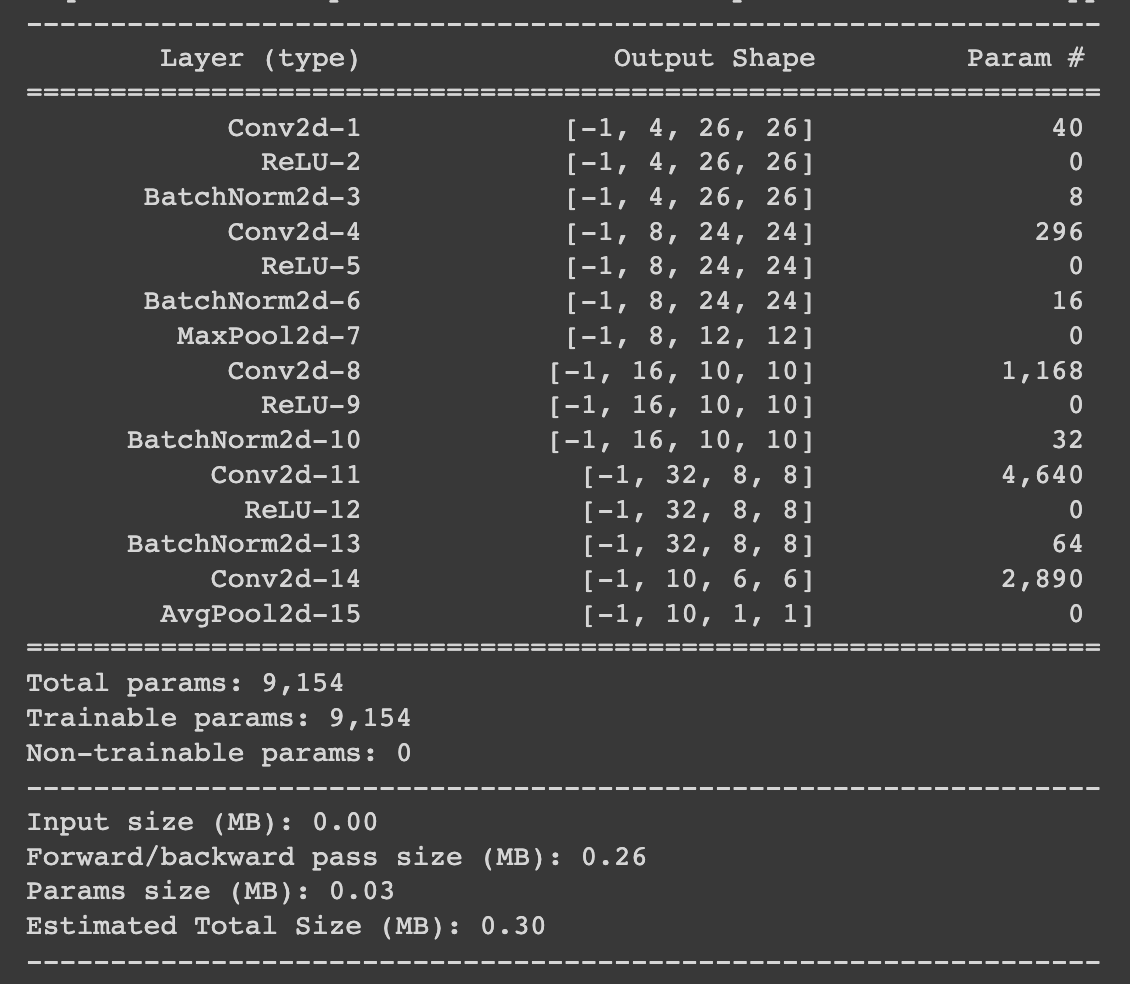 ----------------------------------------------------------------
Layer (type) Output Shape Param #
================================================================
Conv2d-1 [-1, 4, 26, 26] 40
ReLU-2 [-1, 4, 26, 26] 0
BatchNorm2d-3 [-1, 4, 26, 26] 8
Conv2d-4 [-1, 8, 24, 24] 296
ReLU-5 [-1, 8, 24, 24] 0
BatchNorm2d-6 [-1, 8, 24, 24] 16
MaxPool2d-7 [-1, 8, 12, 12] 0
Conv2d-8 [-1, 16, 10, 10] 1,168
ReLU-9 [-1, 16, 10, 10] 0
BatchNorm2d-10 [-1, 16, 10, 10] 32
Conv2d-11 [-1, 32, 8, 8] 4,640
ReLU-12 [-1, 32, 8, 8] 0
BatchNorm2d-13 [-1, 32, 8, 8] 64
Conv2d-14 [-1, 10, 6, 6] 2,890
AvgPool2d-15 [-1, 10, 1, 1] 0
================================================================
Total params: 9,154
Trainable params: 9,154
Non-trainable params: 0
----------------------------------------------------------------
Input size (MB): 0.00
Forward/backward pass size (MB): 0.26
Params size (MB): 0.03
Estimated Total Size (MB): 0.30
----------------------------------------------------------------